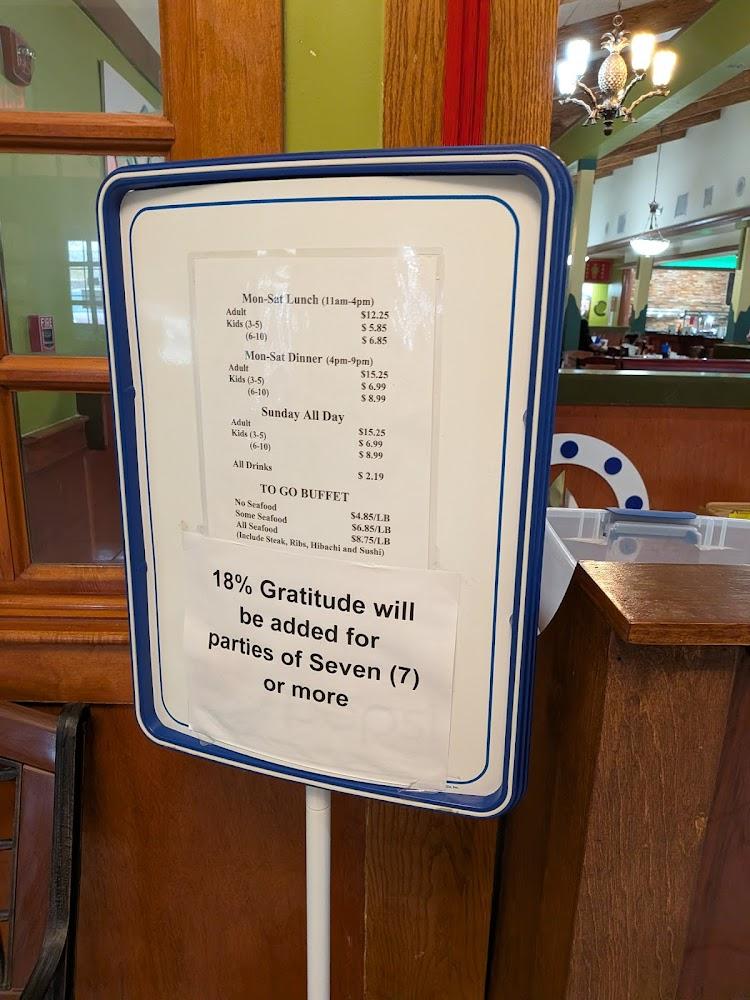 Mon-Sat Lunch (11am-4pm)
Adult $12.25
Kids (3-5) $ 5.85
(6-10) $ 6.85
Mon-Sat Dinner (4pm-9pm)
Adult $15.25
Kids (3-5) $ 6.99
(6-10) $ 8.99
Sunday All Day
Adult $15.25
Kids (3-5) $ 6.99
(6-10) $ 8.99
All Drinks $ 2.19
TO GO BUFFET
No Seafood $4.85/LB
Some Seafood $6.85/LB
All Seafood $8.75/LB
(Include Steak, Ribs, Hibachi and Sushi)
18% Gratitude will
be added for
parties of Seven (7)
or more
FIRE